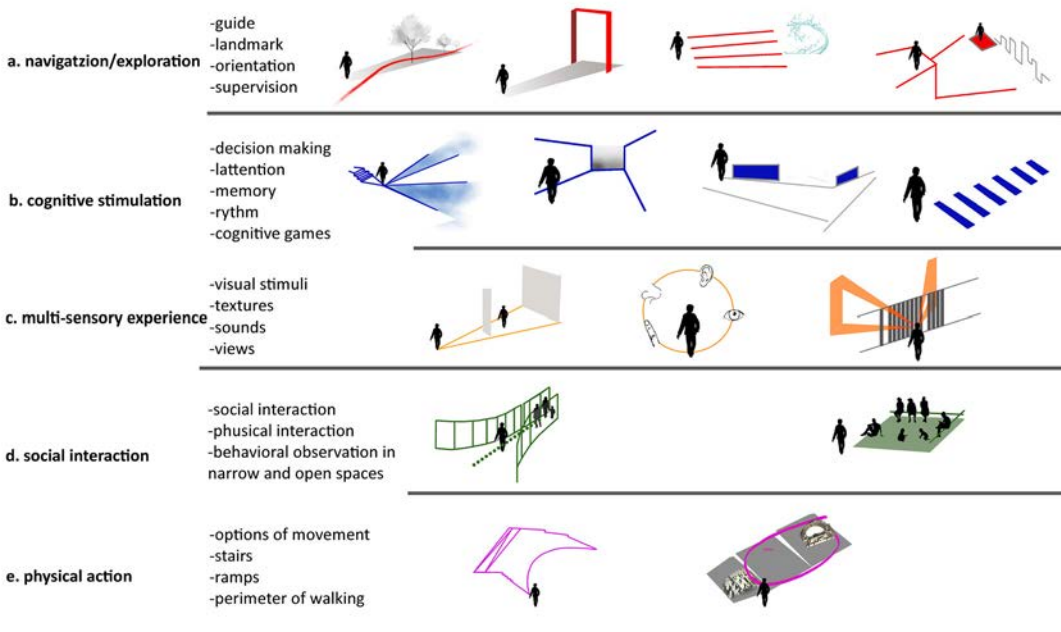 -guide
a. navigatzion/exploration
-landmark
-orientation
-supervision
-decision making
-lattention
b. cognitive stimulation
-memory
-rythm
-cognitive games
-visual stimuli
-textures
c. multi-sensory experience
-sounds
-views
-social interaction
-phusical interaction
d. social interaction
-behavioral observation in
narrow and open spaces
-options of movement
-stairs
e. physical action
-ramps
-perimeter of walking